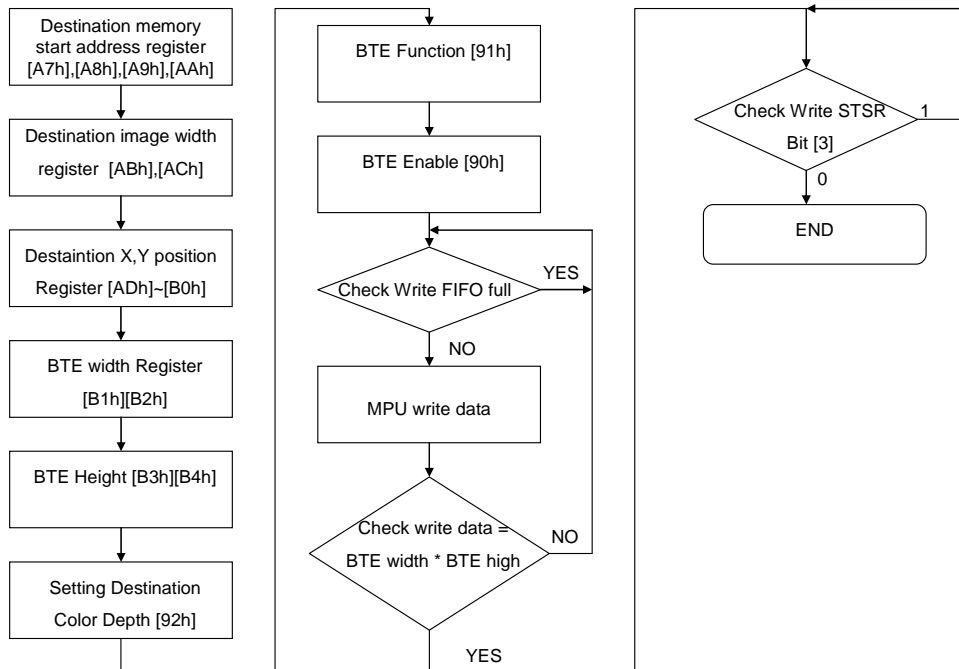 Destination memory
start address register
[A7h],[A8h],[A9h],[AAh]
Destination image width
register [ABh],[ACh]
Destaintion X,Y position
Register [ADh]~[B0h]
BTE width Register
[B1h][B2h]
BTE Height [B3h][B4h]
Setting Destination
Color Depth [92h]
BTE Function [91h]
BTE Enable [90h]
Check Write FIFO full
YES
NO
MPU write data
Check write data =
BTE width * BTE high
NO
YES
Check Write STSR
Bit [3]
1
0
END